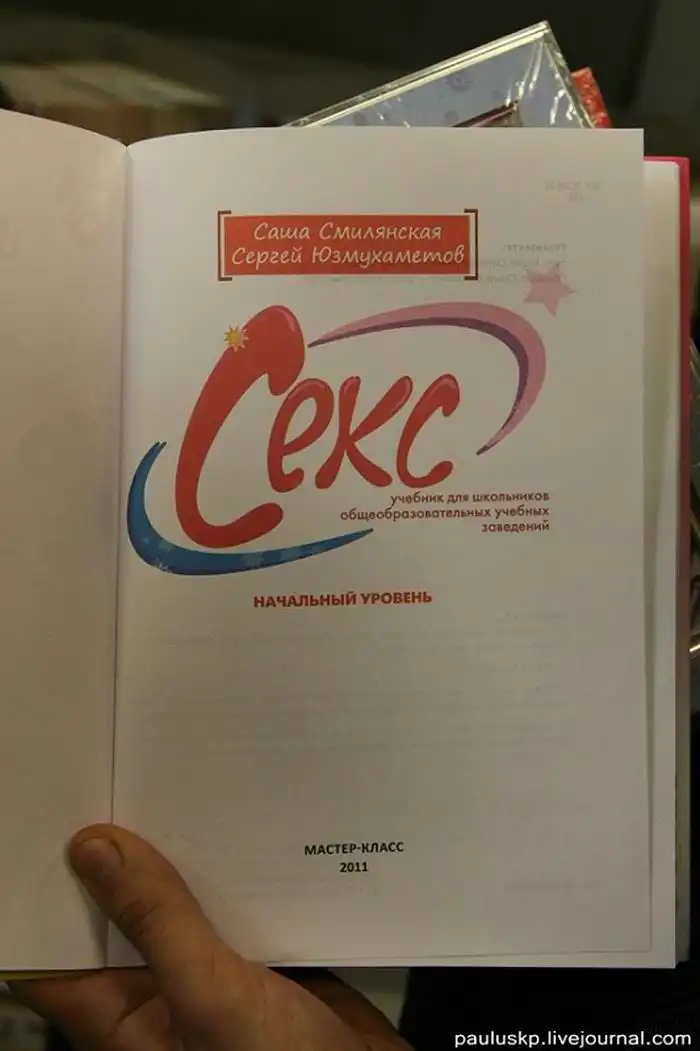 Саша Смилянская
Сергей Юзмухаметов
Секс
учебник для школьников
общеобразовательных учебных
заведений
НАЧАЛЬНЫЙ УРОВЕНЬ
МАСТЕР-КЛАСС
2011
pauluskp.livejournal.com